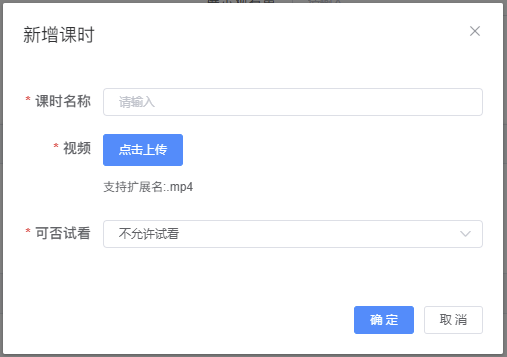 新增课时
* 课时名称 请输入
* 视频 点击上传
支持扩展名:.mp4
* 可否试看 不允许试看
确 定 取 消